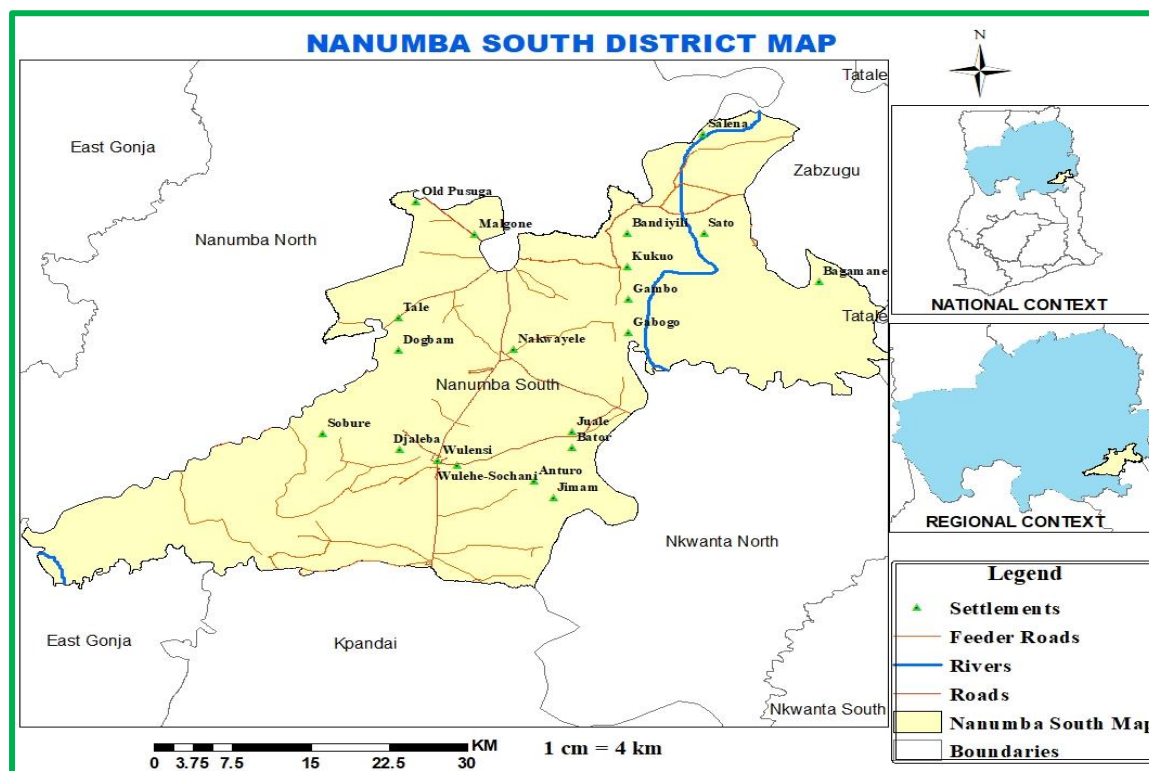 NANUMBA SOUTH DISTRICT MAP
N
Tatale
Salena
East Gonja
Zabzugu
Old Pusuga
Malgone
Bandiyili
Sato
Nanumba North
Kukuo
Bagamane
Gambo
NATIONAL CONTEXT
Tale
Gabogo
Tatale
Dogbam
Nakwayele
Nanumba South
Sobure
Juale
Djaleba
Bator
Wulensi
Wulehe-Sochani
Anturo
Jimam
REGIONAL CONTEXT
Nkwanta North
East Gonja
Kpandai
Nkwanta South
Legend
Settlements
Feeder Roads
Rivers
Roads
Nanumba South Map
Boundaries
KM
0 3.75 7.5 15 22.5 30
1 cm = 4 km